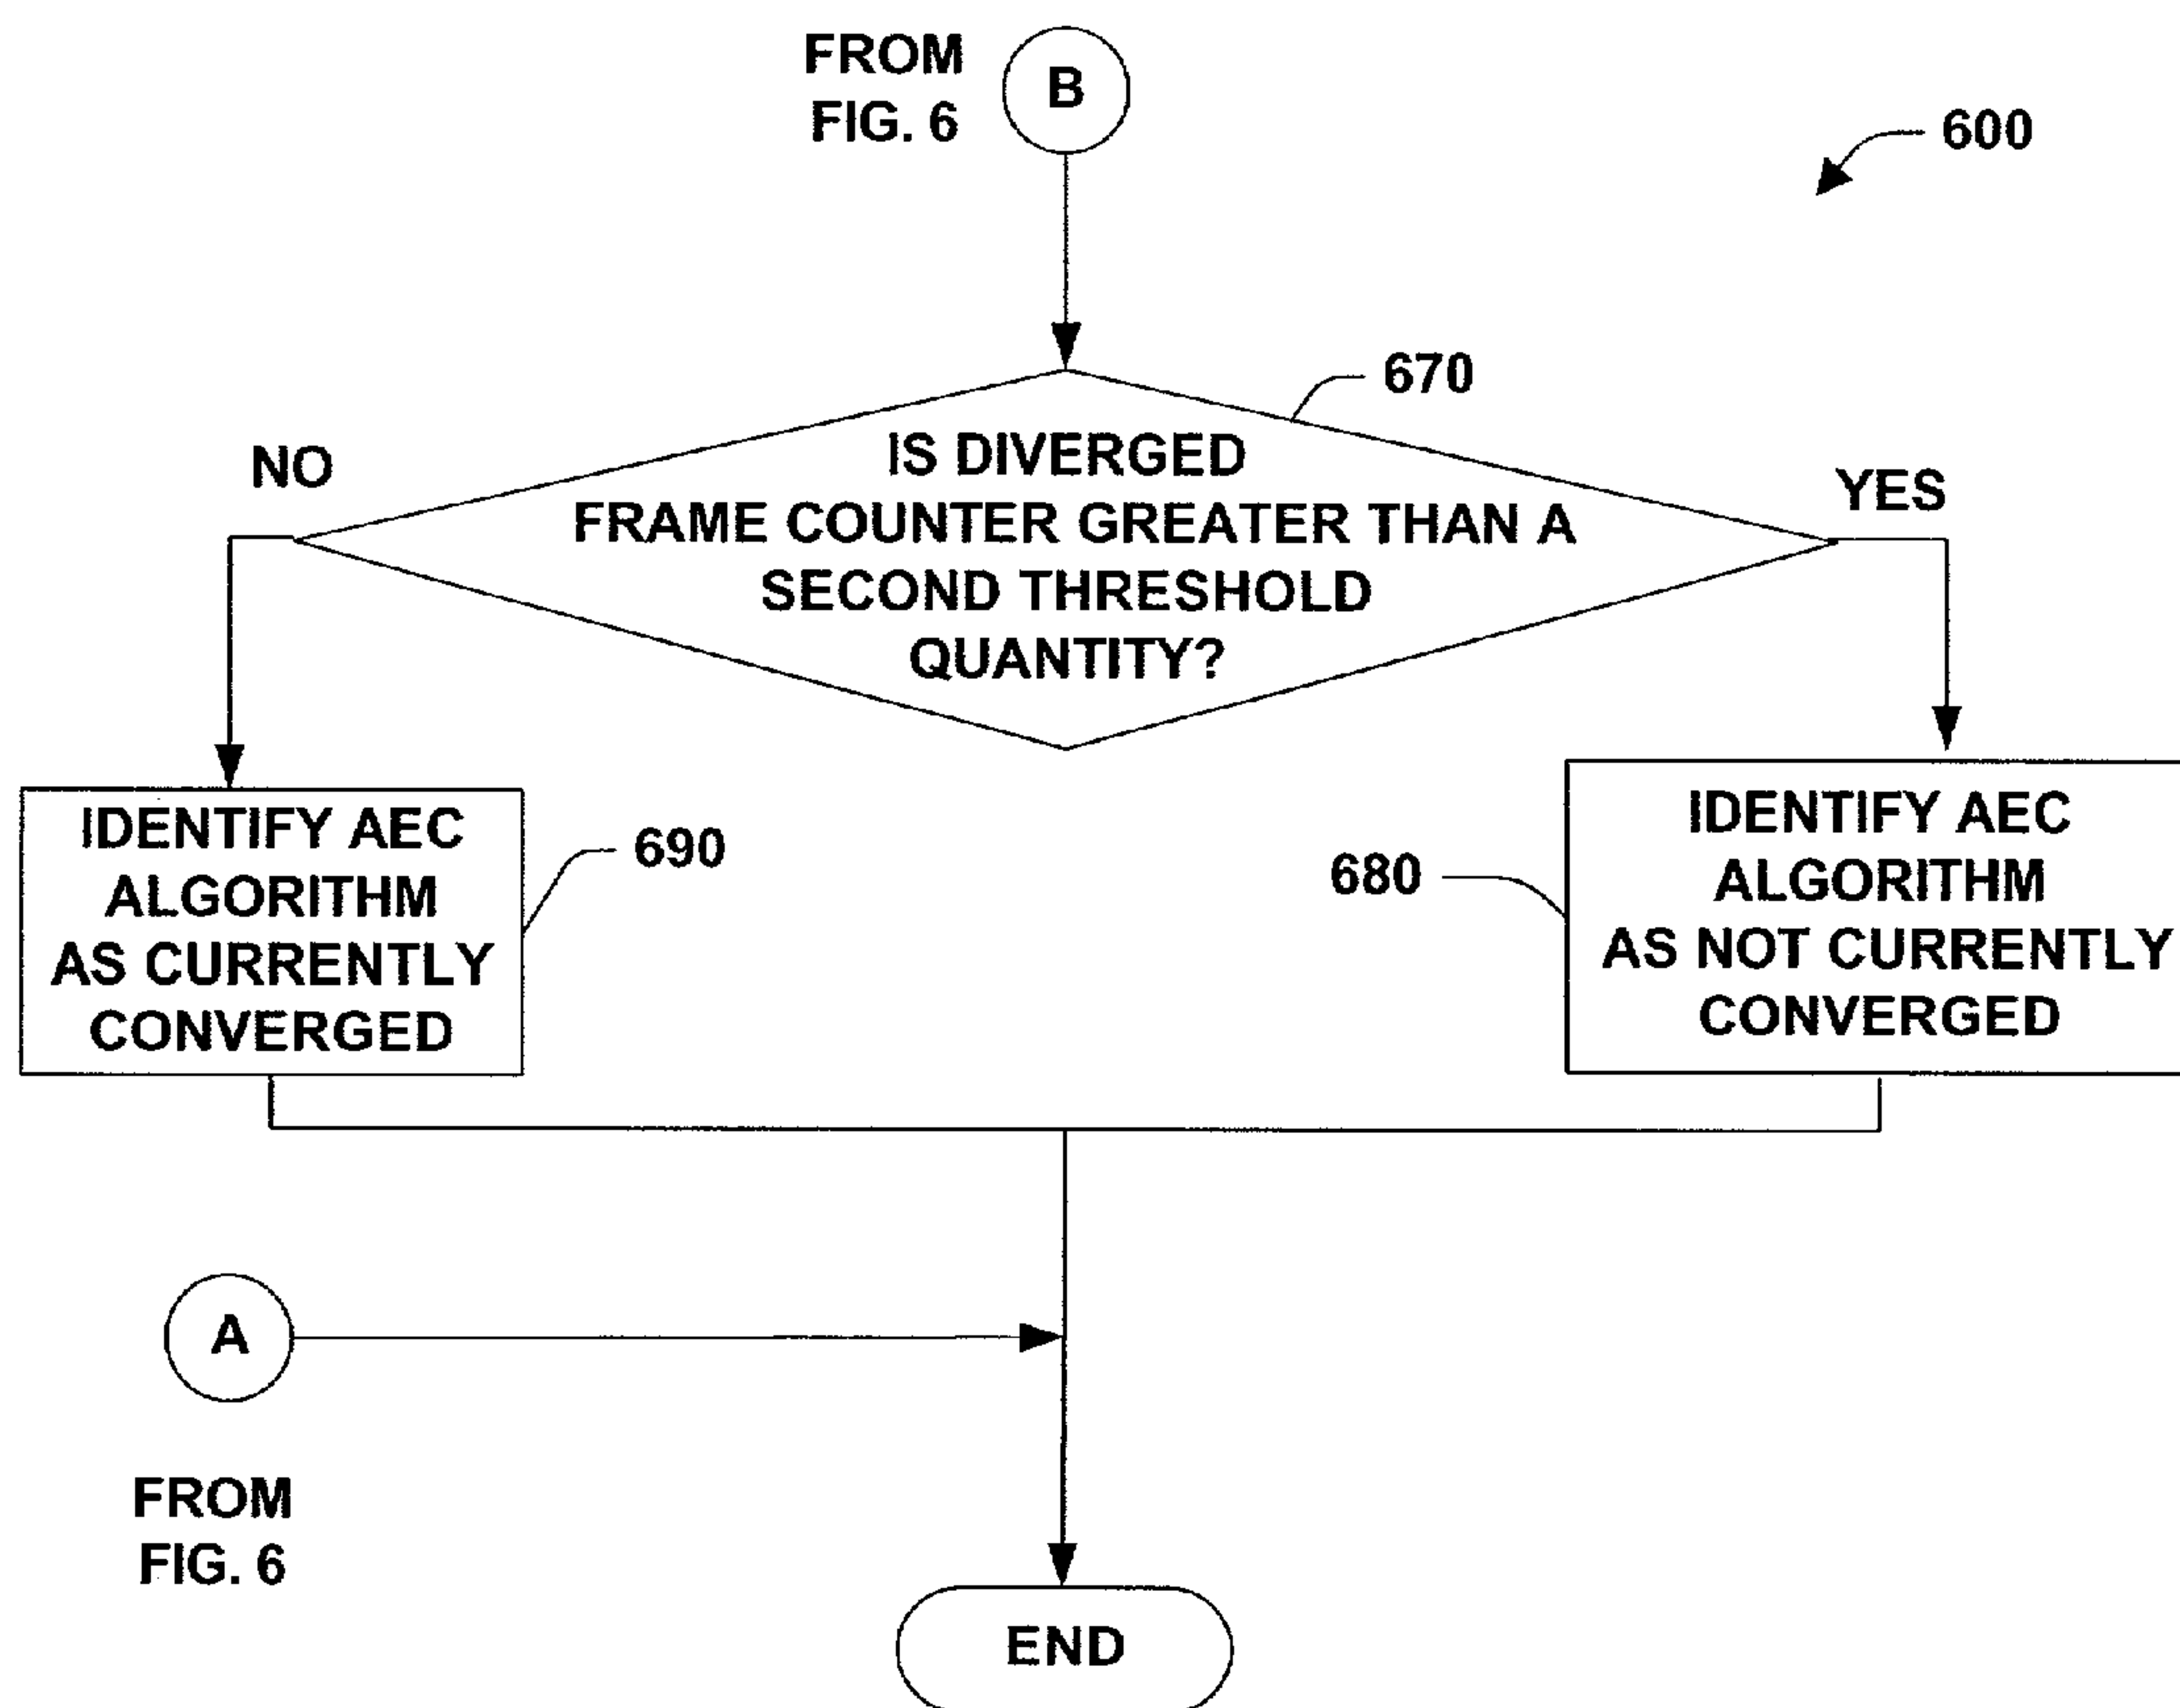 FROM
FIG. 6
B
600
670
IS DIVERGED
FRAME COUNTER GREATER THAN A
SECOND THRESHOLD
QUANTITY?
NO
YES
IDENTIFY AEC
ALGORITHM
AS CURRENTLY
CONVERGED
690
680
IDENTIFY AEC
ALGORITHM
AS NOT CURRENTLY
CONVERGED
A
FROM
FIG. 6
END